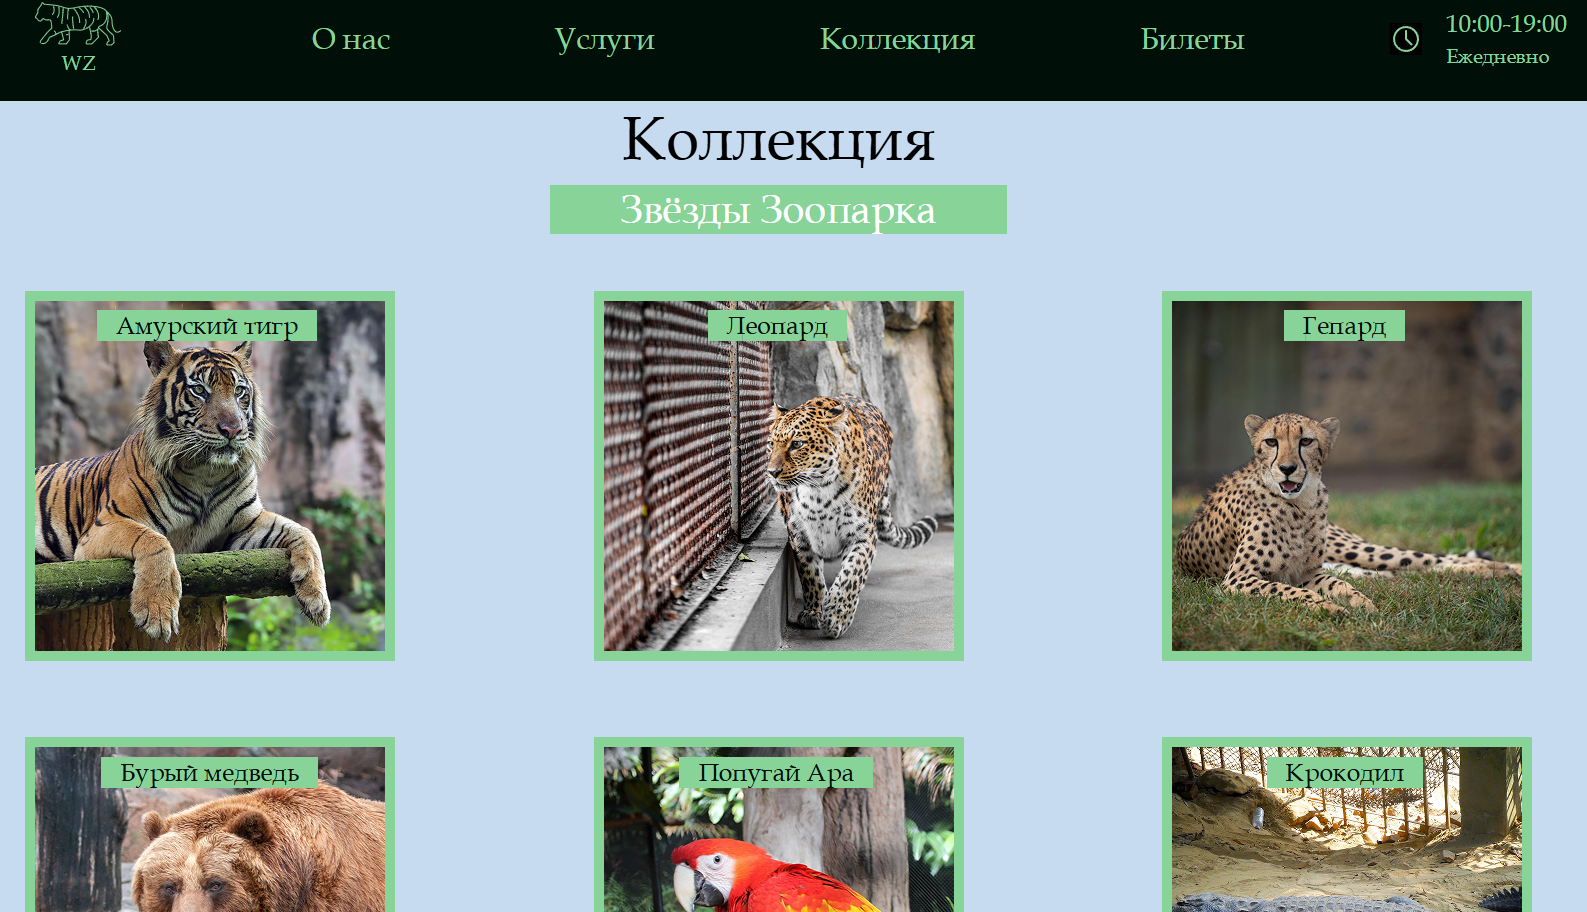 WZ
О нас
Услуги
Коллекция
Билеты
10:00-19:00
Ежедневно
Коллекция
Звёзды Зоопарка
Амурский тигр
Леопард
Гепард
Бурый медведь
Попугай Ара
Крокодил